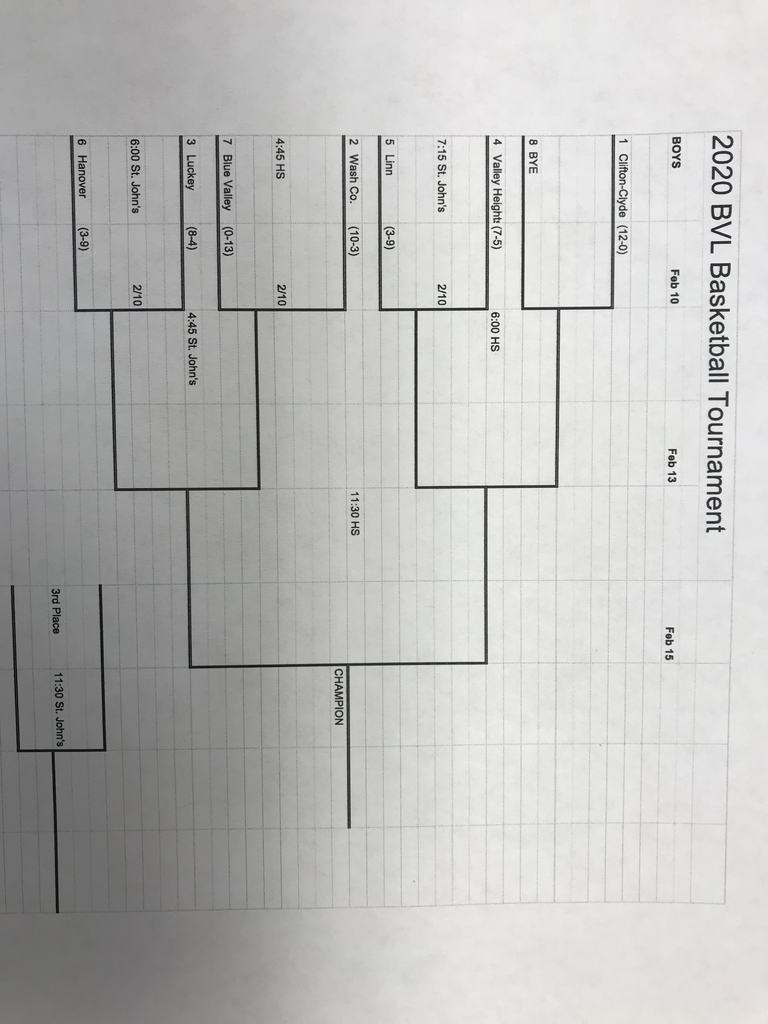 2020 BVL Basketball Tournament
BOYS Feb 10 Feb 13 Feb 15
1 Clifton-Clyde (12-0)
8 BYE
4 Valley Heights (7-5) 6:00 HS
7:15 St. John's 2/10
5 Linn (3-9)
2 Wash Co. (10-3) 11:30 HS
CHAMPION
4:45 HS 2/10
7 Blue Valley (0-13)
3 Luckey (8-4) 4:45 St. John's
6:00 St. John's 2/10
6 Hanover (3-9)
3rd Place 11:30 St. John's